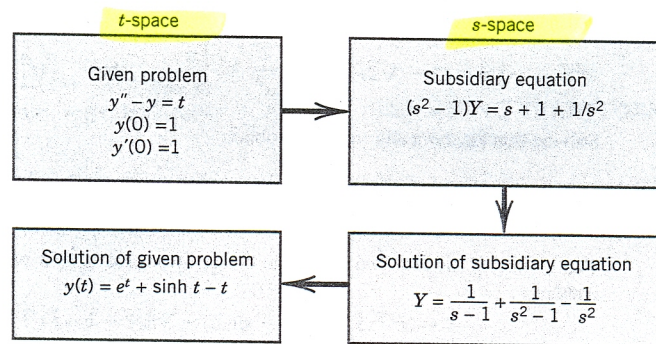 t-space
Given problem
y″ – y = t
y(0) = 1
y′(0) = 1
s-space
Subsidiary equation
(s² – 1)Y = s + 1 + 1/s²
Solution of subsidiary equation
Y = 1/(s – 1) + 1/(s² – 1) – 1/s²
Solution of given problem
y(t) = eᵗ + sinh t – t